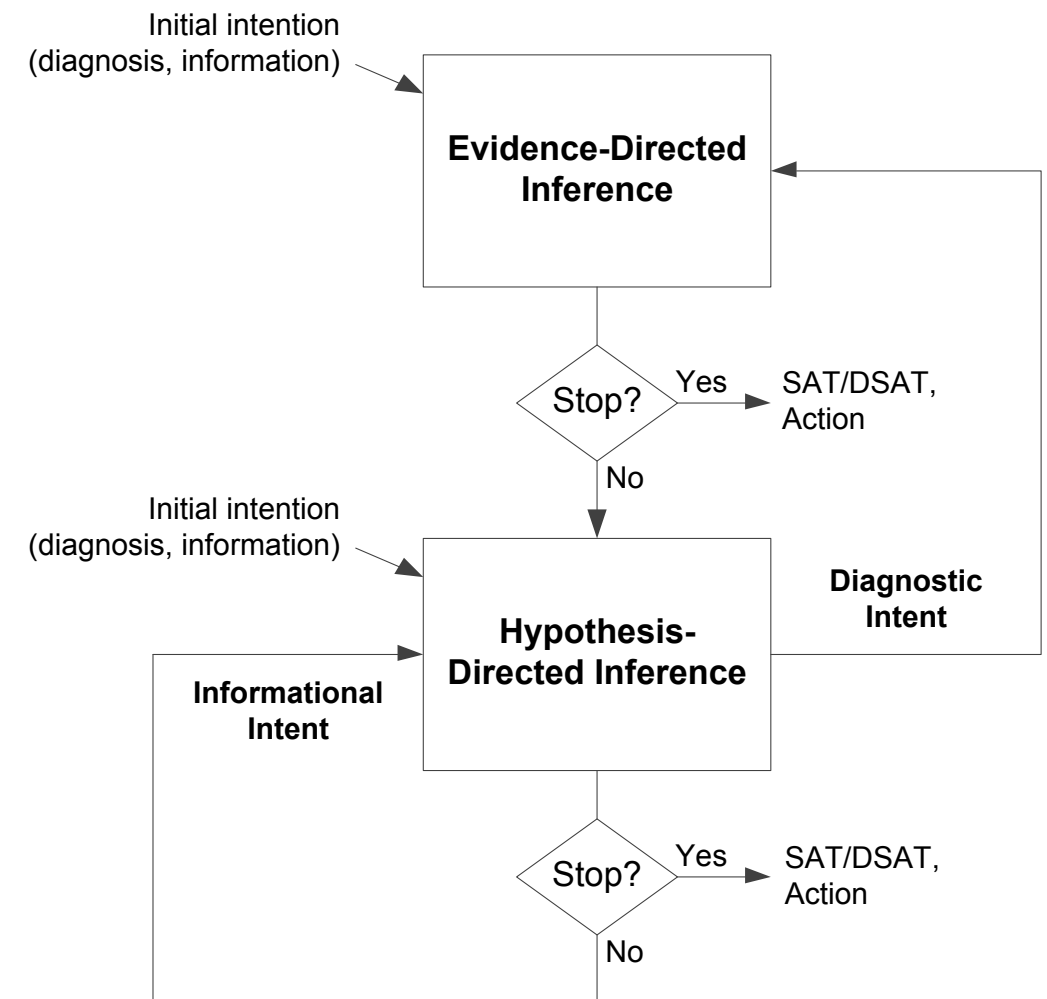 Initial intention
(diagnosis, information)
Evidence-Directed
Inference
Stop?
Yes
SAT/DSAT,
Action
No
Initial intention
(diagnosis, information)
Hypothesis-
Directed Inference
Diagnostic
Intent
Informational
Intent
Stop?
Yes
SAT/DSAT,
Action
No